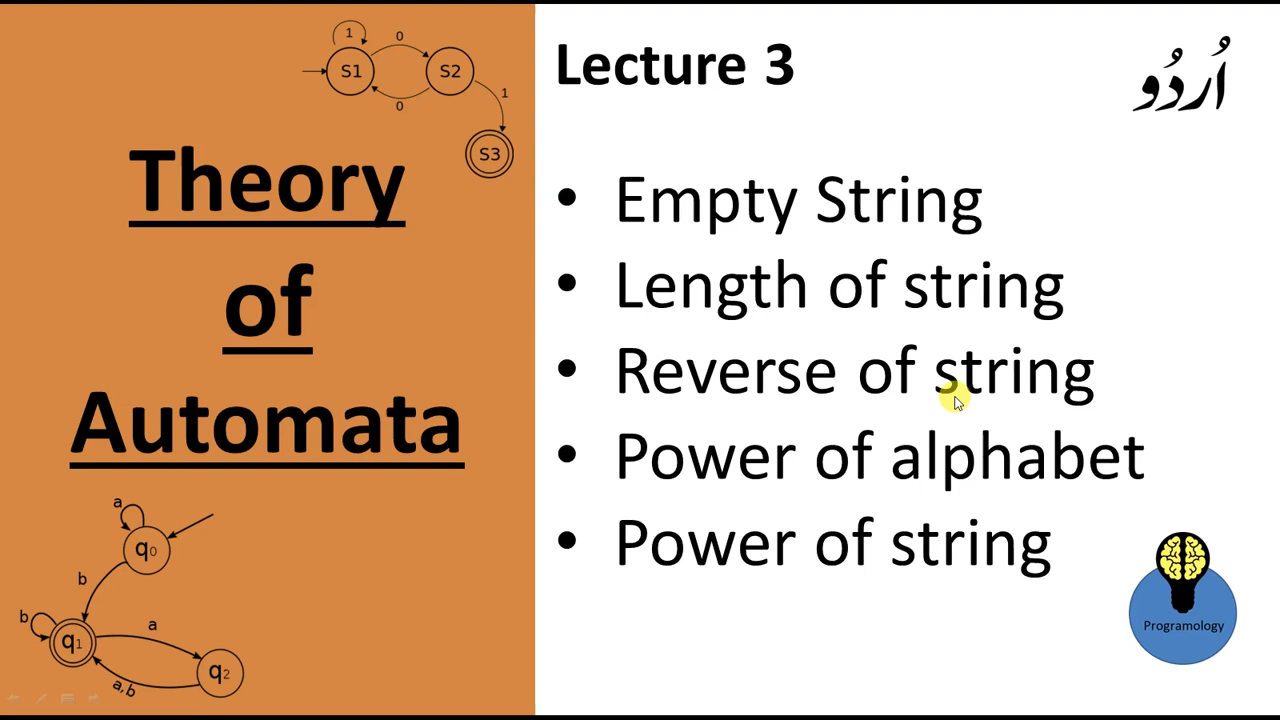 1
0
S1
S2
0
1
S3
Theory
of
Automata
a
q0
b
b
q1
a
q2
a,b
Lecture 3
اُردُو
• Empty String
• Length of string
• Reverse of string
• Power of alphabet
• Power of string
Programology